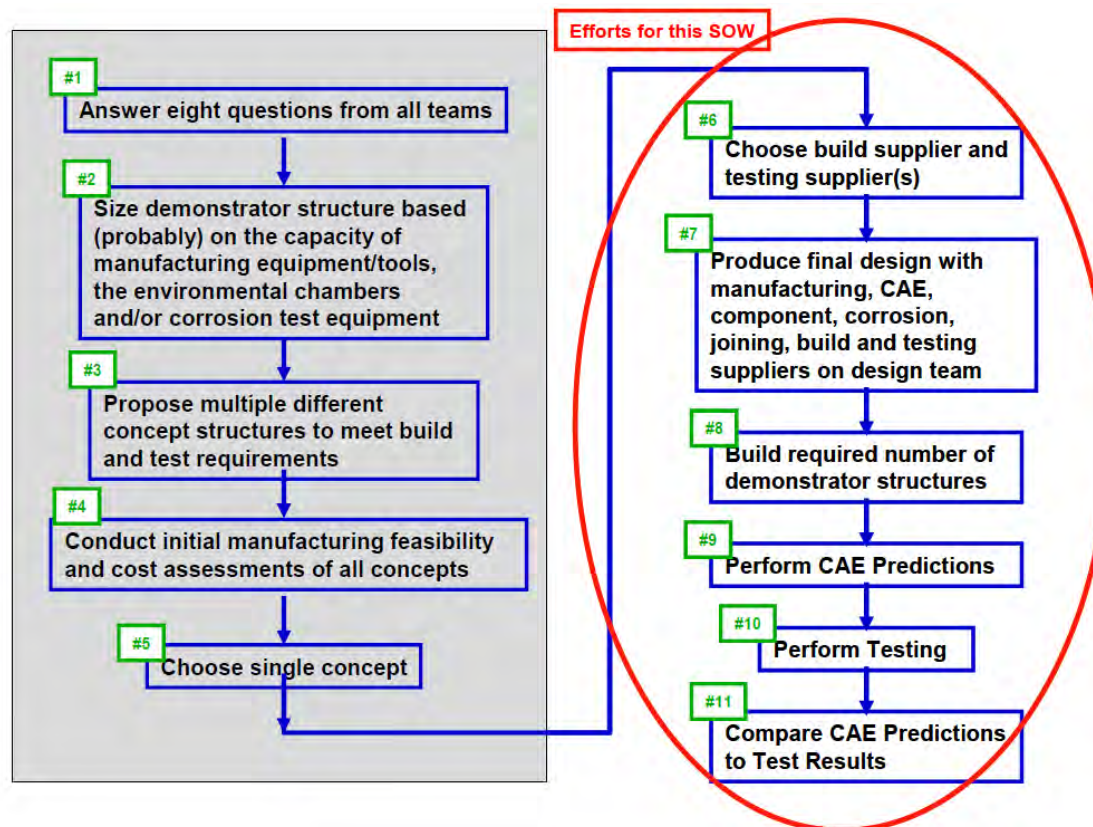 Efforts for this SOW
#1
Answer eight questions from all teams
#2
Size demonstrator structure based
(probably) on the capacity of
manufacturing equipment/tools,
the environmental chambers
and/or corrosion test equipment
#3
Propose multiple different
concept structures to meet build
and test requirements
#4
Conduct initial manufacturing feasibility
and cost assessments of all concepts
#5
Choose single concept
#6
Choose build supplier and
testing supplier(s)
#7
Produce final design with
manufacturing, CAE,
component, corrosion,
joining, build and testing
suppliers on design team
#8
Build required number of
demonstrator structures
#9
Perform CAE Predictions
#10
Perform Testing
#11
Compare CAE Predictions
to Test Results